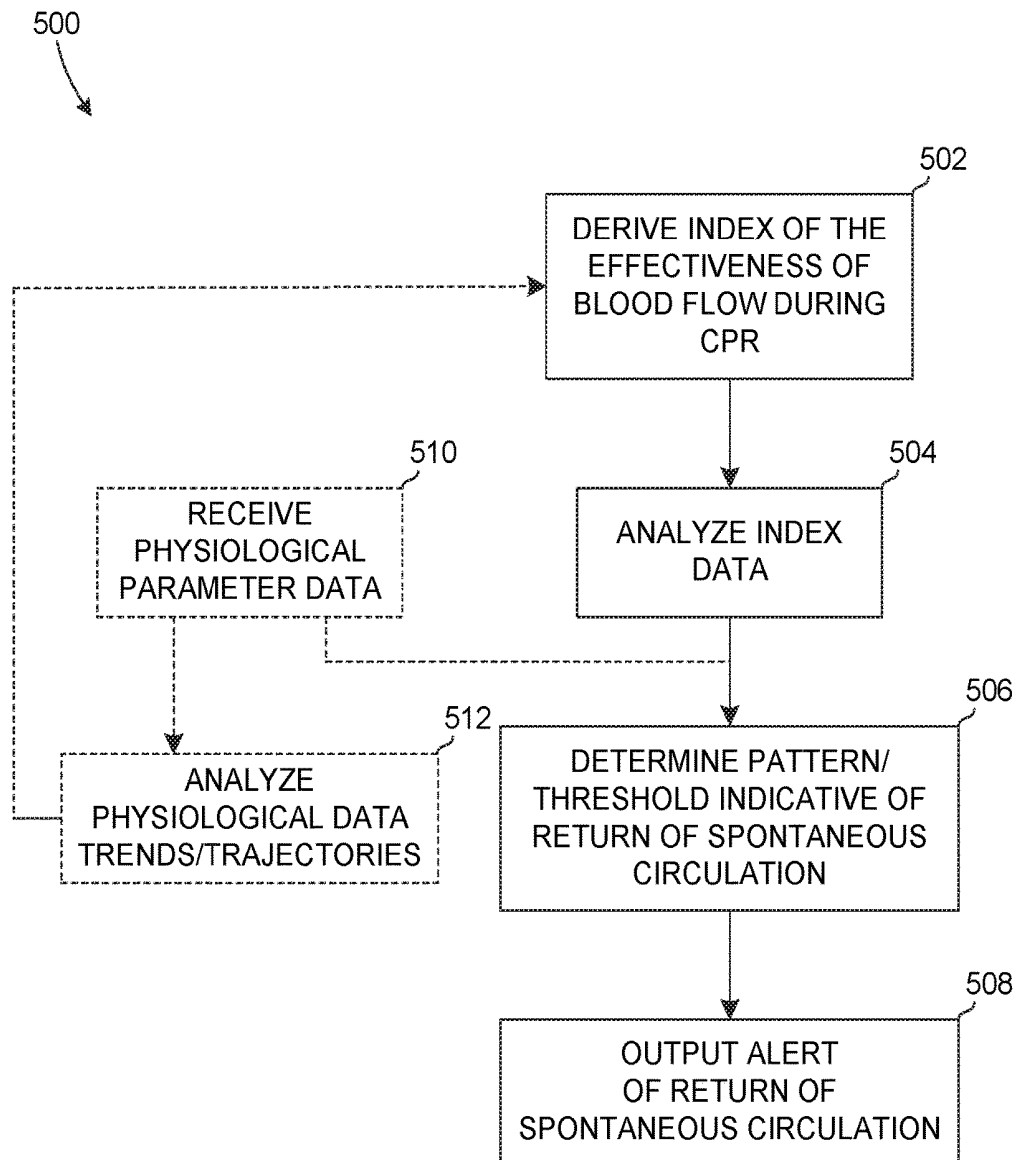 500
502
DERIVE INDEX OF THE
EFFECTIVENESS OF
BLOOD FLOW DURING
CPR
510
RECEIVE
PHYSIOLOGICAL
PARAMETER DATA
504
ANALYZE INDEX
DATA
512
ANALYZE
PHYSIOLOGICAL DATA
TRENDS/TRAJECTORIES
506
DETERMINE PATTERN/
THRESHOLD INDICATIVE OF
RETURN OF SPONTANEOUS
CIRCULATION
508
OUTPUT ALERT
OF RETURN OF
SPONTANEOUS CIRCULATION